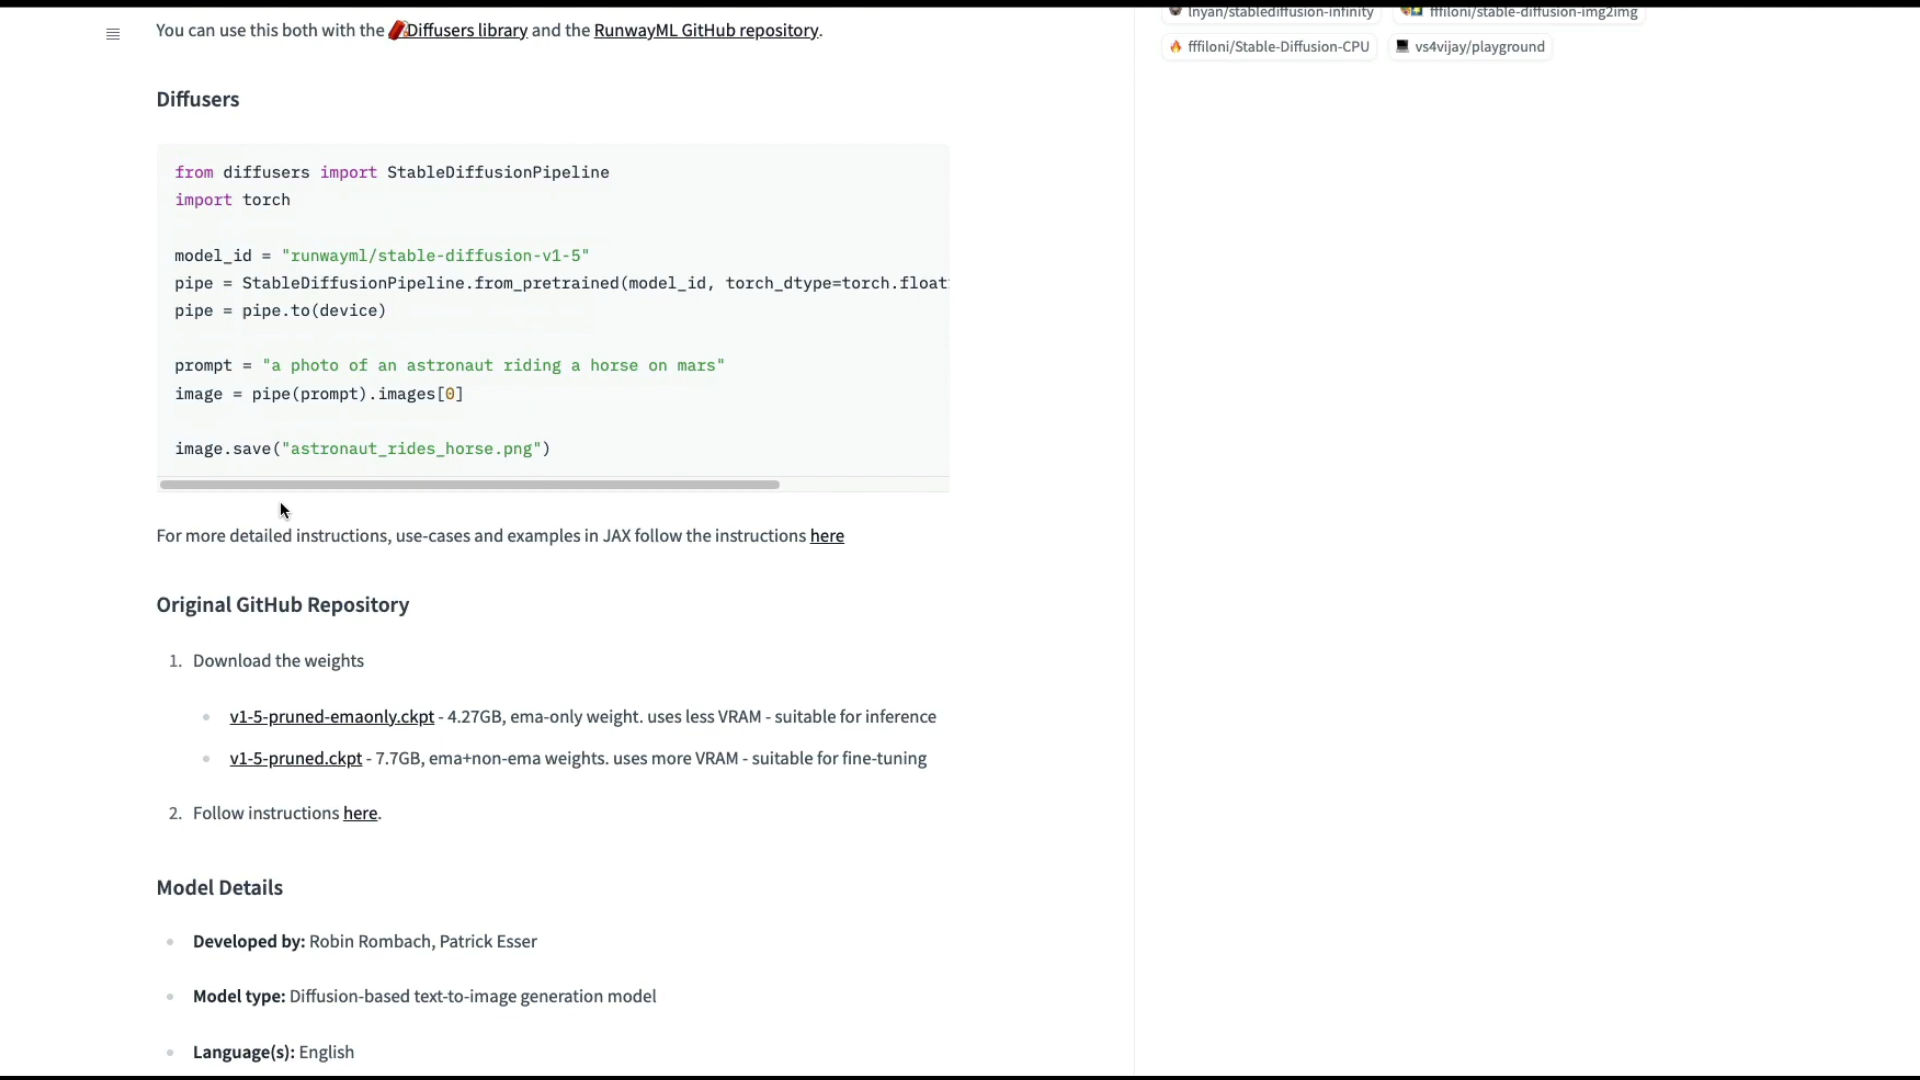 You can use this both with the Diffusers library and the RunwayML GitHub repository.
Diffusers
from diffusers import StableDiffusionPipeline
import torch
model_id = "runwayml/stable-diffusion-v1-5"
pipe = StableDiffusionPipeline.from_pretrained(model_id, torch_dtype=torch.float
pipe = pipe.to(device)
prompt = "a photo of an astronaut riding a horse on mars"
image = pipe(prompt).images[0]
image.save("astronaut_rides_horse.png")
For more detailed instructions, use-cases and examples in JAX follow the instructions here
Original GitHub Repository
1. Download the weights
v1-5-pruned-emaonly.ckpt - 4.27GB, ema-only weight. uses less VRAM - suitable for inference
v1-5-pruned.ckpt - 7.7GB, ema+non-ema weights. uses more VRAM - suitable for fine-tuning
2. Follow instructions here.
Model Details
Developed by: Robin Rombach, Patrick Esser
Model type: Diffusion-based text-to-image generation model
Language(s): English
lnyan/stablediffusion-infinity fffiloni/stable-diffusion-img2img
fffiloni/Stable-Diffusion-CPU vs4vijay/playground